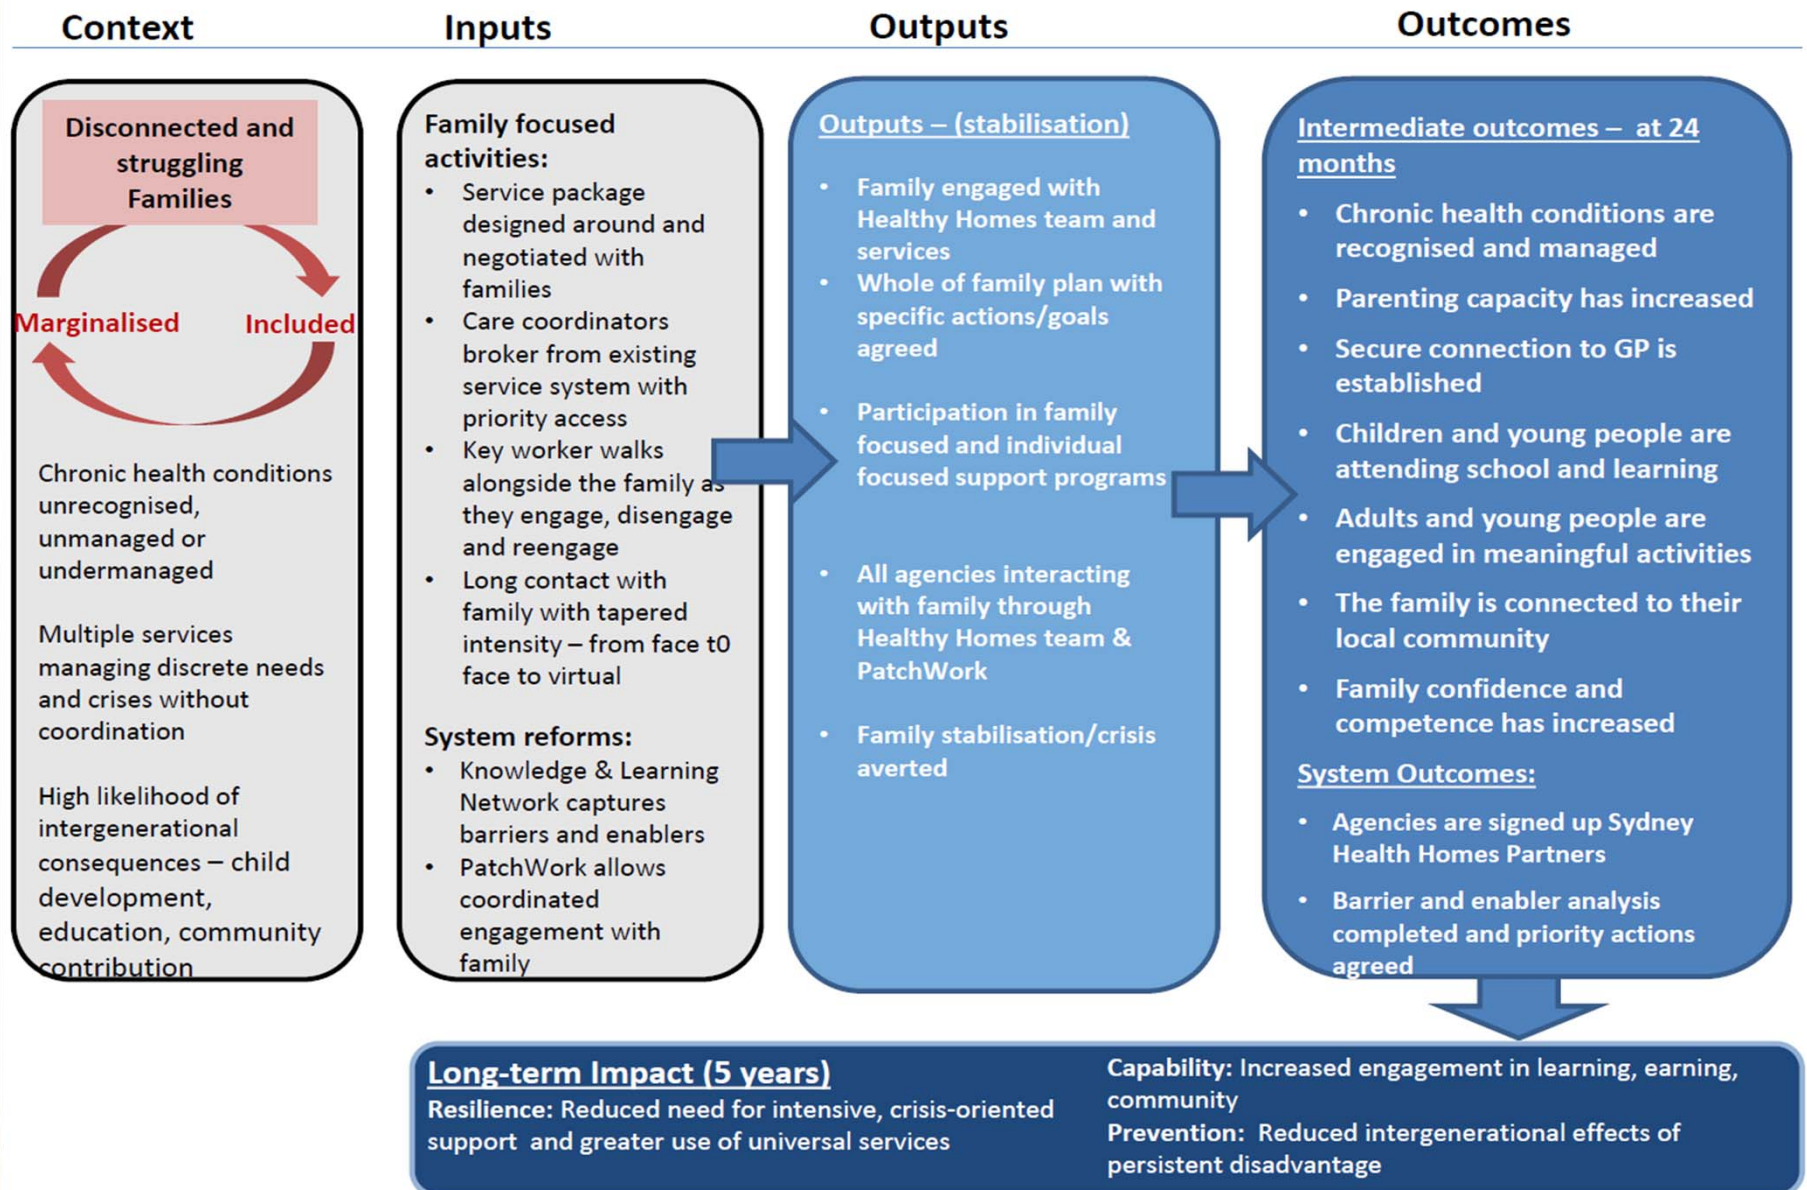 Context
Inputs
Outputs
Outcomes
Disconnected and
struggling
Families
Marginalised
Included
Chronic health conditions
unrecognised,
unmanaged or
undermanaged
Multiple services
managing discrete needs
and crises without
coordination
High likelihood of
intergenerational
consequences – child
development,
education, community
contribution
Family focused
activities:
• Service package
designed around and
negotiated with
families
• Care coordinators
broker from existing
service system with
priority access
• Key worker walks
alongside the family as
they engage, disengage
and reengage
• Long contact with
family with tapered
intensity – from face t0
face to virtual
System reforms:
• Knowledge & Learning
Network captures
barriers and enablers
• PatchWork allows
coordinated
engagement with
family
Outputs – (stabilisation)
• Family engaged with
Healthy Homes team and
services
• Whole of family plan with
specific actions/goals
agreed
• Participation in family
focused and individual
focused support programs
• All agencies interacting
with family through
Healthy Homes team &
PatchWork
• Family stabilisation/crisis
averted
Intermediate outcomes – at 24
months
• Chronic health conditions are
recognised and managed
• Parenting capacity has increased
• Secure connection to GP is
established
• Children and young people are
attending school and learning
• Adults and young people are
engaged in meaningful activities
• The family is connected to their
local community
• Family confidence and
competence has increased
System Outcomes:
• Agencies are signed up Sydney
Health Homes Partners
• Barrier and enabler analysis
completed and priority actions
agreed
Long-term Impact (5 years)
Resilience: Reduced need for intensive, crisis-oriented
support and greater use of universal services
Capability: Increased engagement in learning, earning,
community
Prevention: Reduced intergenerational effects of
persistent disadvantage